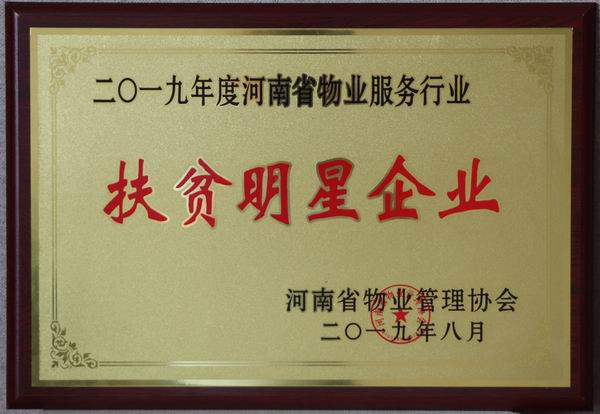 二〇一九年度河南省物业服务行业
扶贫明星企业
河南省物业管理协会
二〇一九年八月